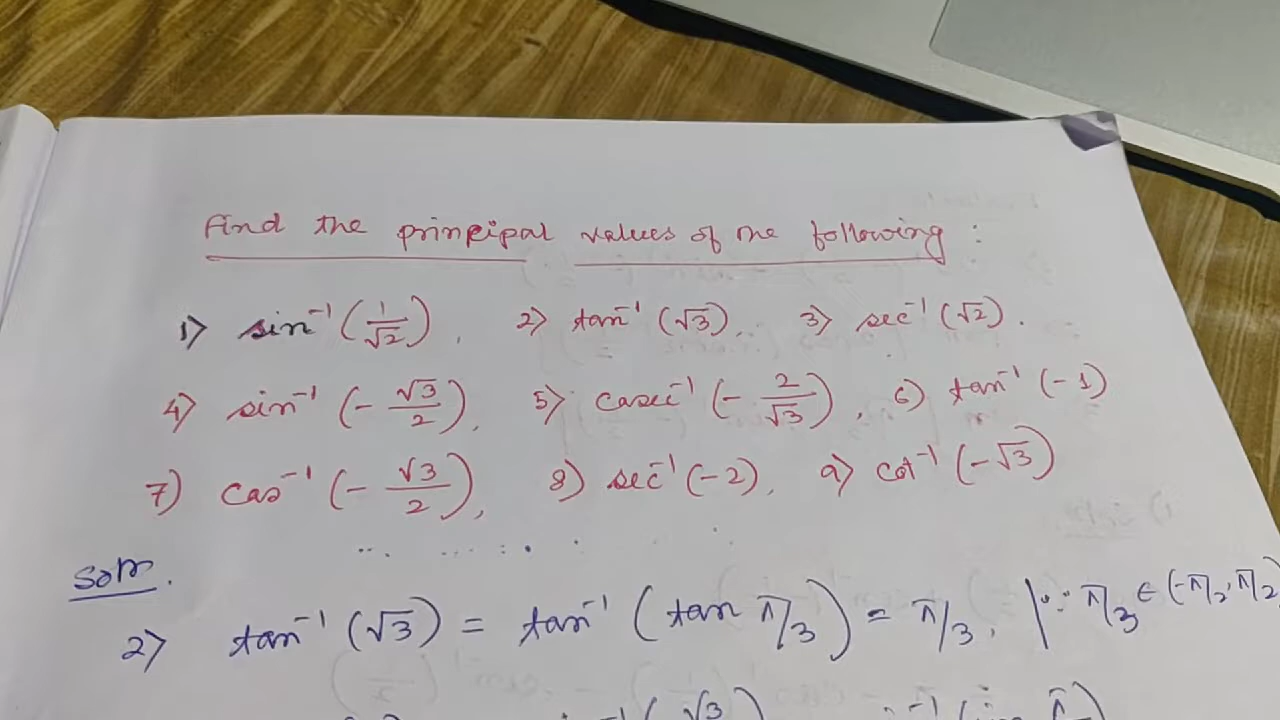 Find the principal values of the following :
1) sin⁻¹ (1/√2), 2) tan⁻¹ (√3), 3) sec⁻¹ (√2).
4) sin⁻¹ (- √3/2), 5) cosec⁻¹ (- 2/√3), 6) tan⁻¹ (-1)
7) cos⁻¹ (- √3/2), 8) sec⁻¹ (-2), 9) cot⁻¹ (-√3)
Soln.
2) tan⁻¹ (√3) = tan⁻¹ (tan π/3) = π/3, | ∵ π/3 ∈ (-π/2, π/2)